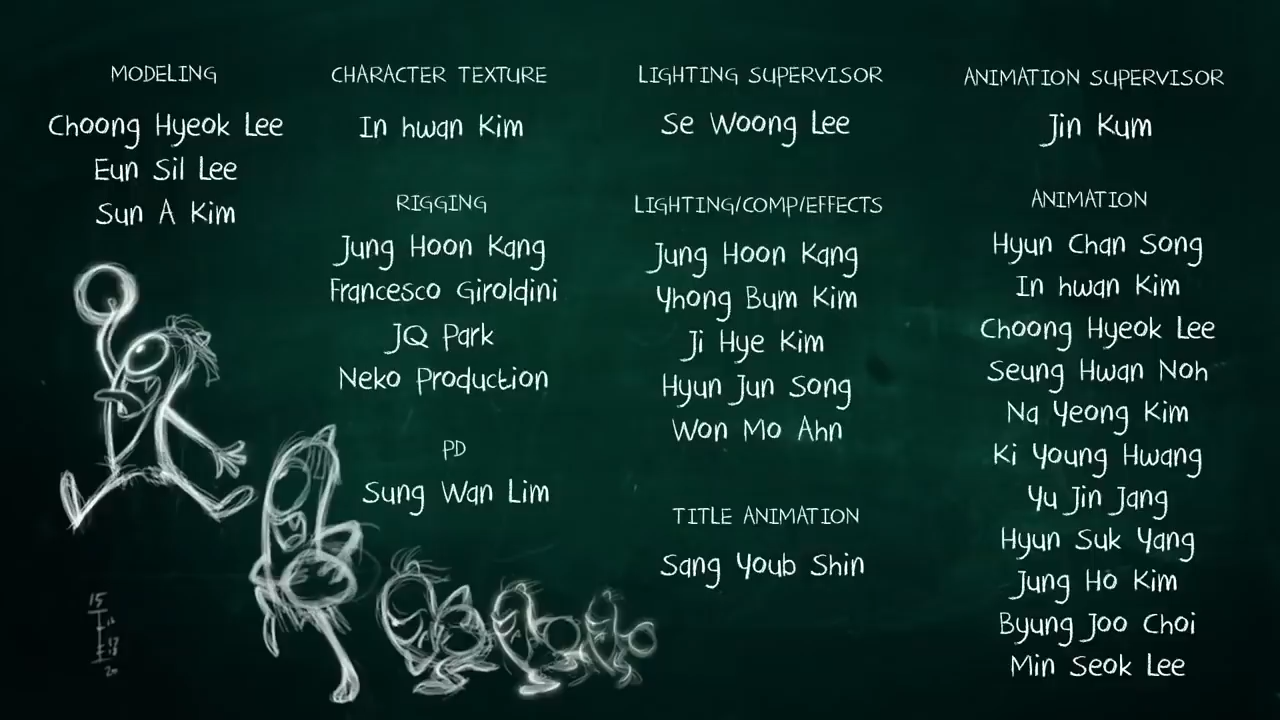 MODELING
Choong Hyeok Lee
Eun Sil Lee
Sun A Kim
CHARACTER TEXTURE
In hwan Kim
RIGGING
Jung Hoon Kang
Francesco Giroldini
JQ Park
Neko Production
PD
Sung Wan Lim
LIGHTING SUPERVISOR
Se Woong Lee
LIGHTING/COMP/EFFECTS
Jung Hoon Kang
Yhong Bum Kim
Ji Hye Kim
Hyun Jun Song
Won Mo Ahn
TITLE ANIMATION
Sang Youb Shin
ANIMATION SUPERVISOR
Jin Kum
ANIMATION
Hyun Chan Song
In hwan Kim
Choong Hyeok Lee
Seung Hwan Noh
Na Yeong Kim
Ki Young Hwang
Yu Jin Jang
Hyun Suk Yang
Jung Ho Kim
Byung Joo Choi
Min Seok Lee
15
20